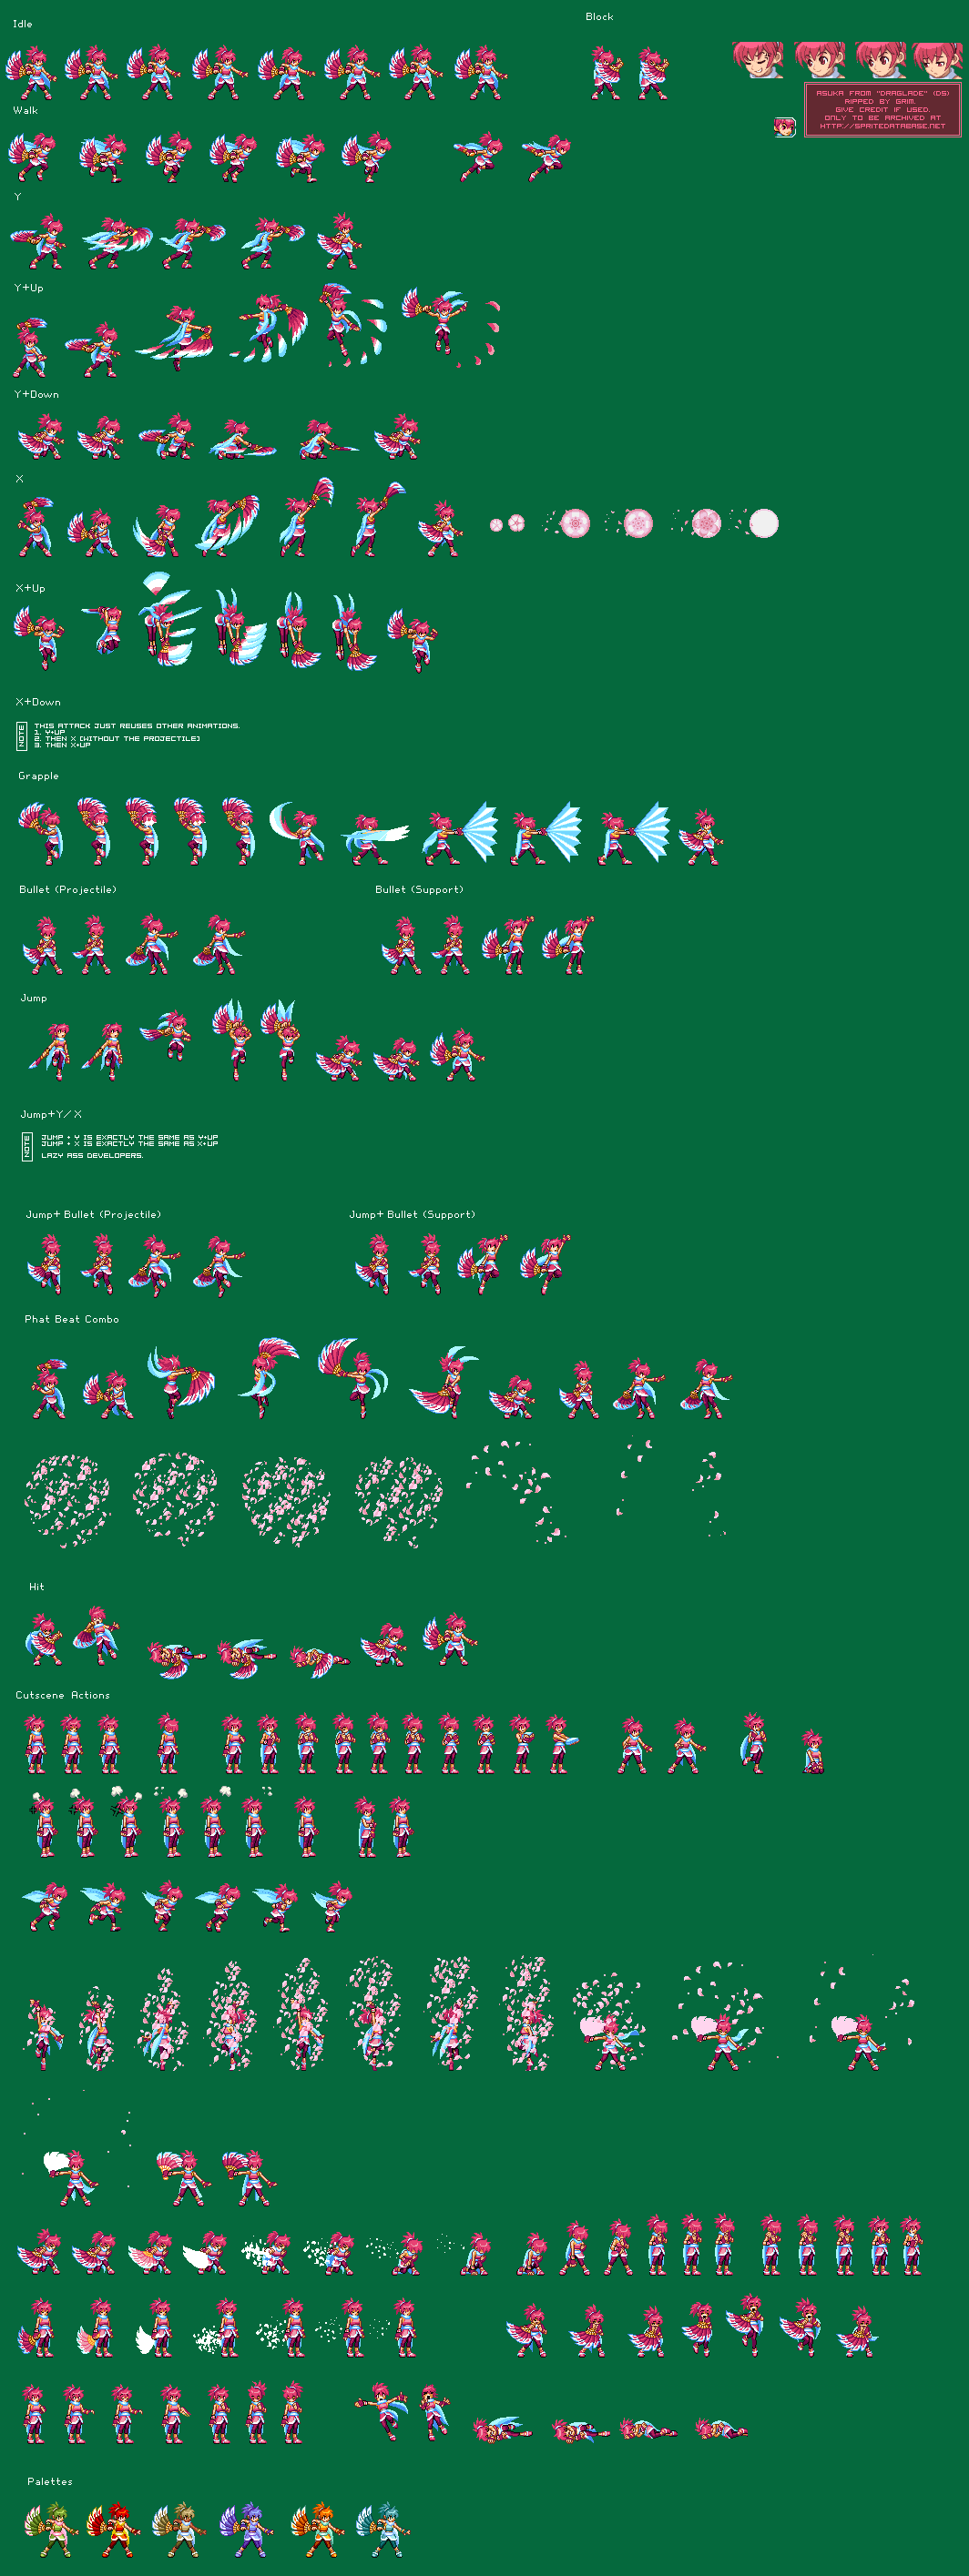 Idle
Block
ASUKA FROM "DRAGLADE" (DS)
RIPPED BY GRIM.
GIVE CREDIT IF USED.
ONLY TO BE ARCHIVED AT
HTTP://SPRITEDATABASE.NET
Walk
Y
Y+Up
Y+Down
X
X+Up
X+Down
NOTE
THIS ATTACK JUST REUSES OTHER ANIMATIONS.
1. Y+UP
2. THEN X (WITHOUT THE PROJECTILE)
3. THEN X+UP
Grapple
Bullet (Projectile)
Bullet (Support)
Jump
Jump+Y/X
NOTE
JUMP + Y IS EXACTLY THE SAME AS Y+UP
JUMP + X IS EXACTLY THE SAME AS X+UP
LAZY ASS DEVELOPERS.
Jump+ Bullet (Projectile)
Jump+ Bullet (Support)
Phat Beat Combo
Hit
Cutscene Actions
Palettes